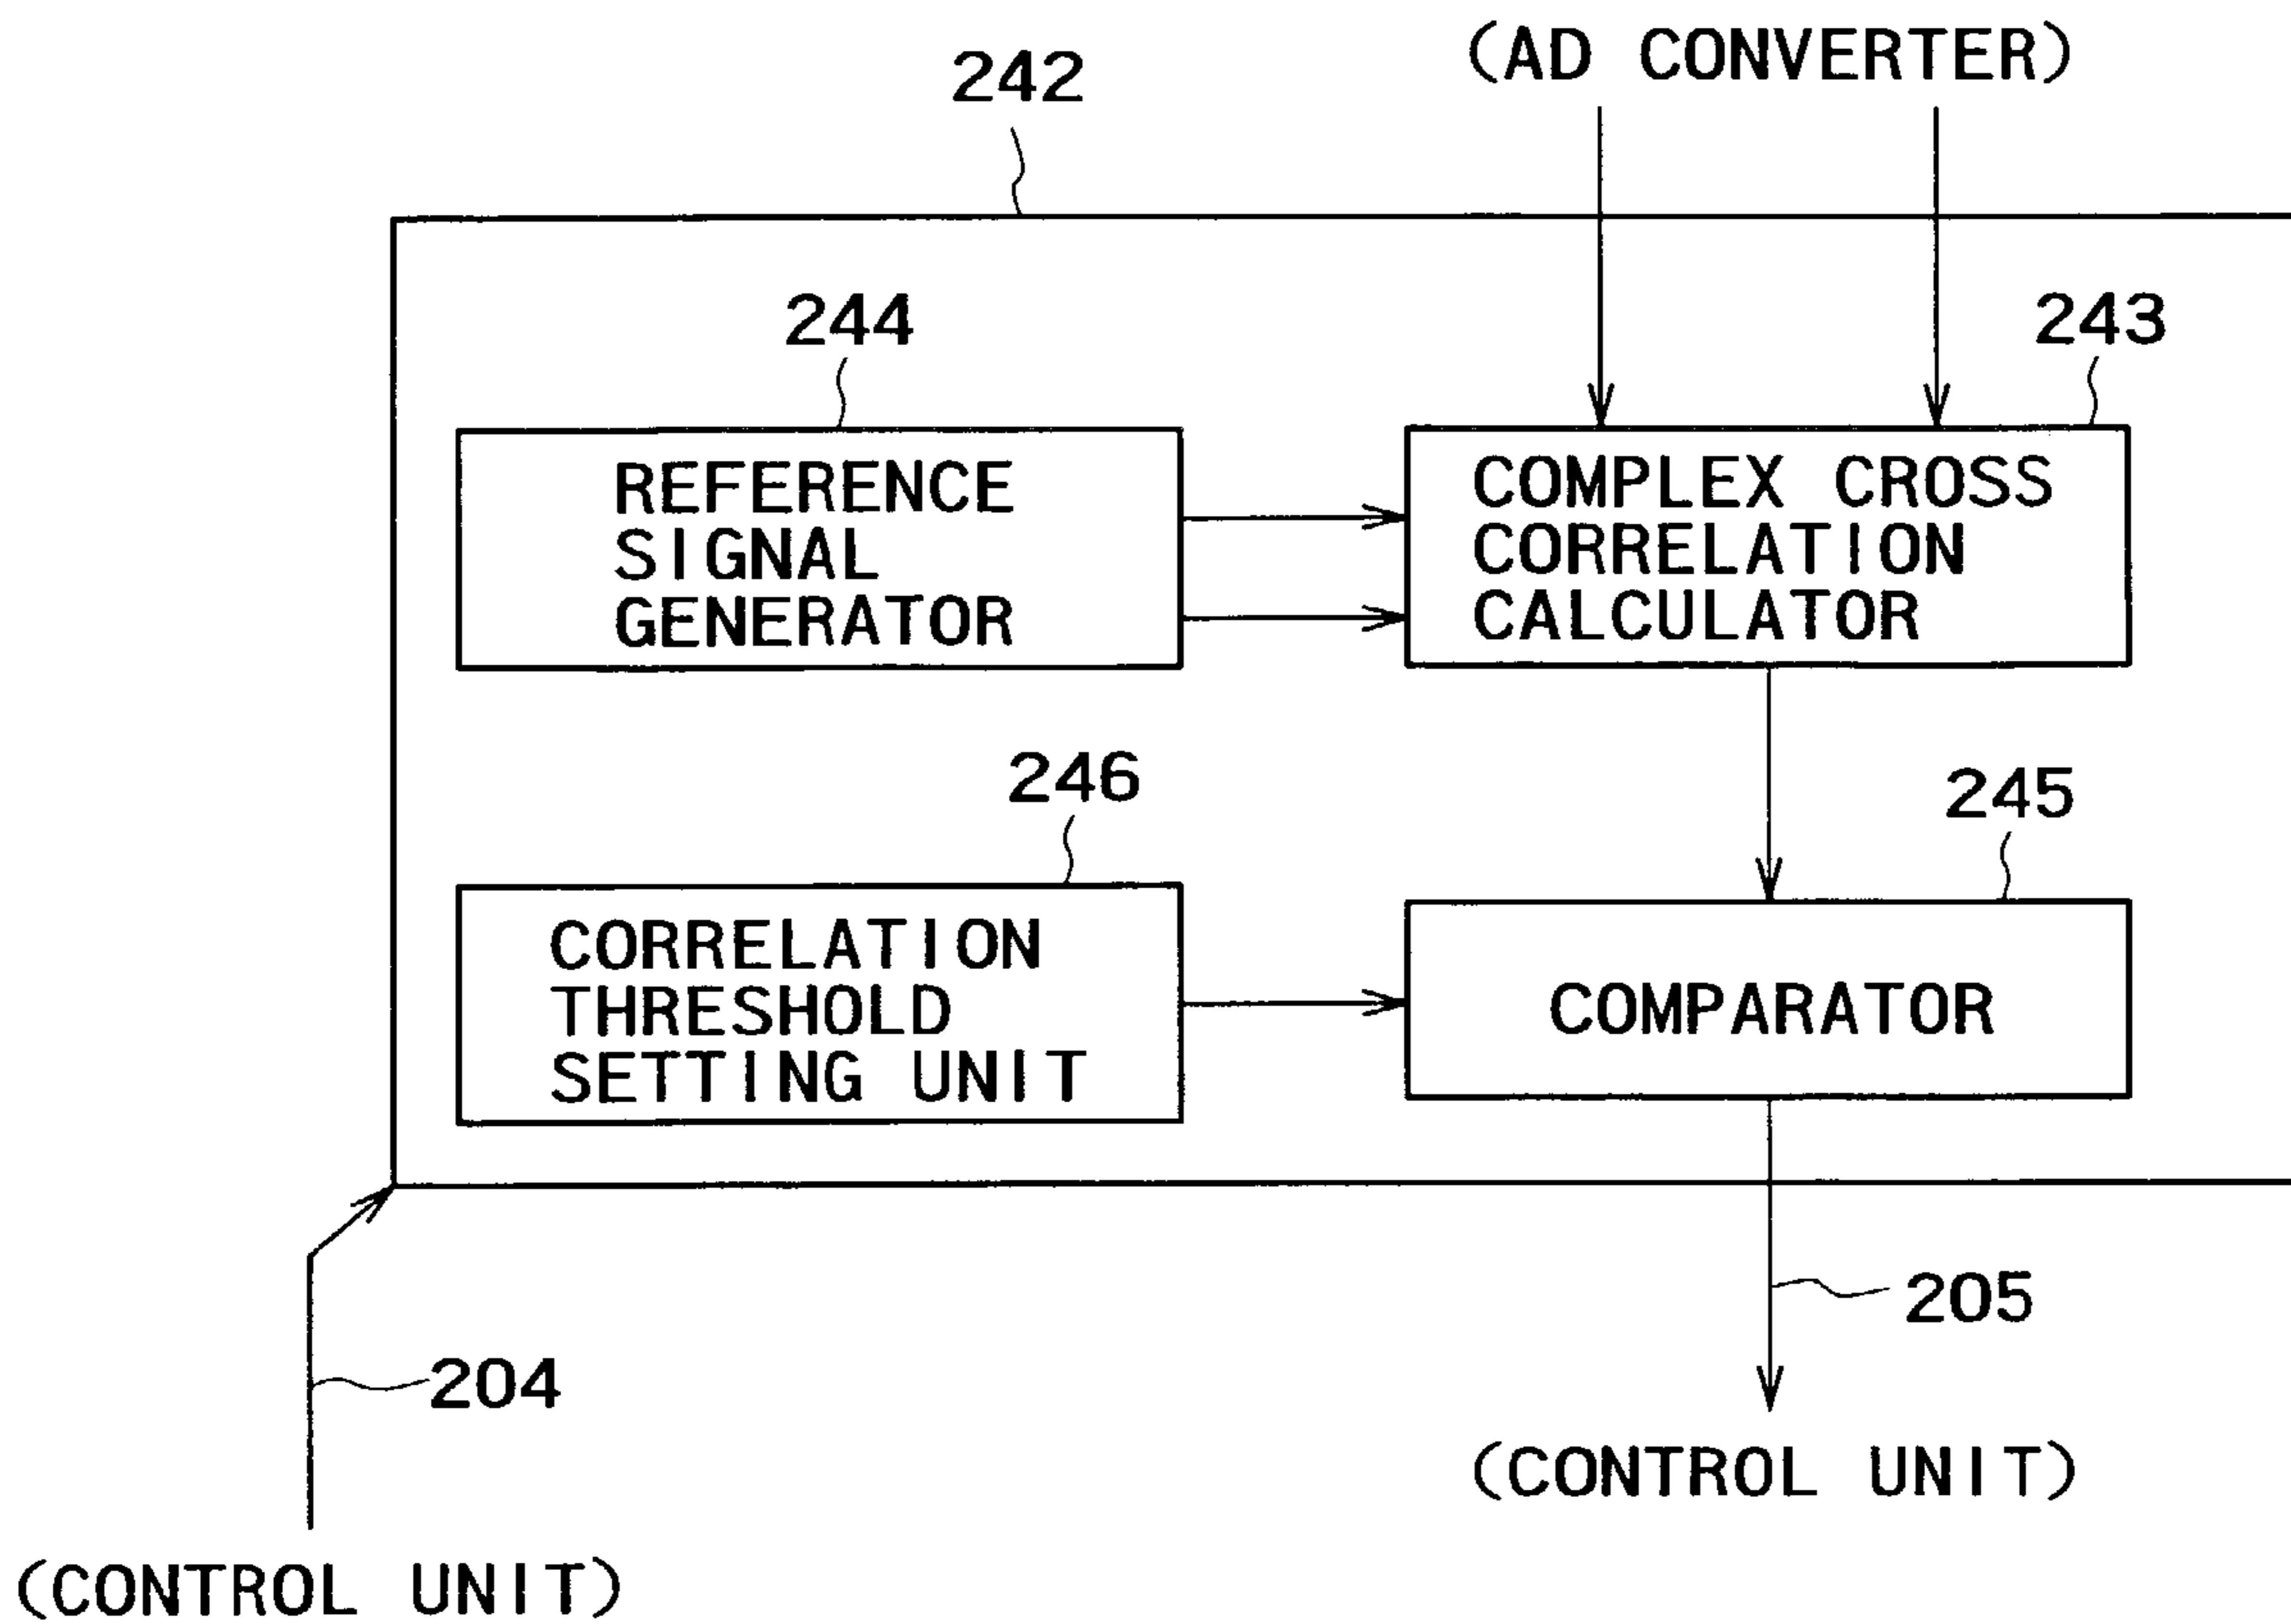 (AD CONVERTER)
242
244
243
REFERENCE
SIGNAL
GENERATOR
COMPLEX CROSS
CORRELATION
CALCULATOR
246
245
CORRELATION
THRESHOLD
SETTING UNIT
COMPARATOR
205
204
(CONTROL UNIT)
(CONTROL UNIT)